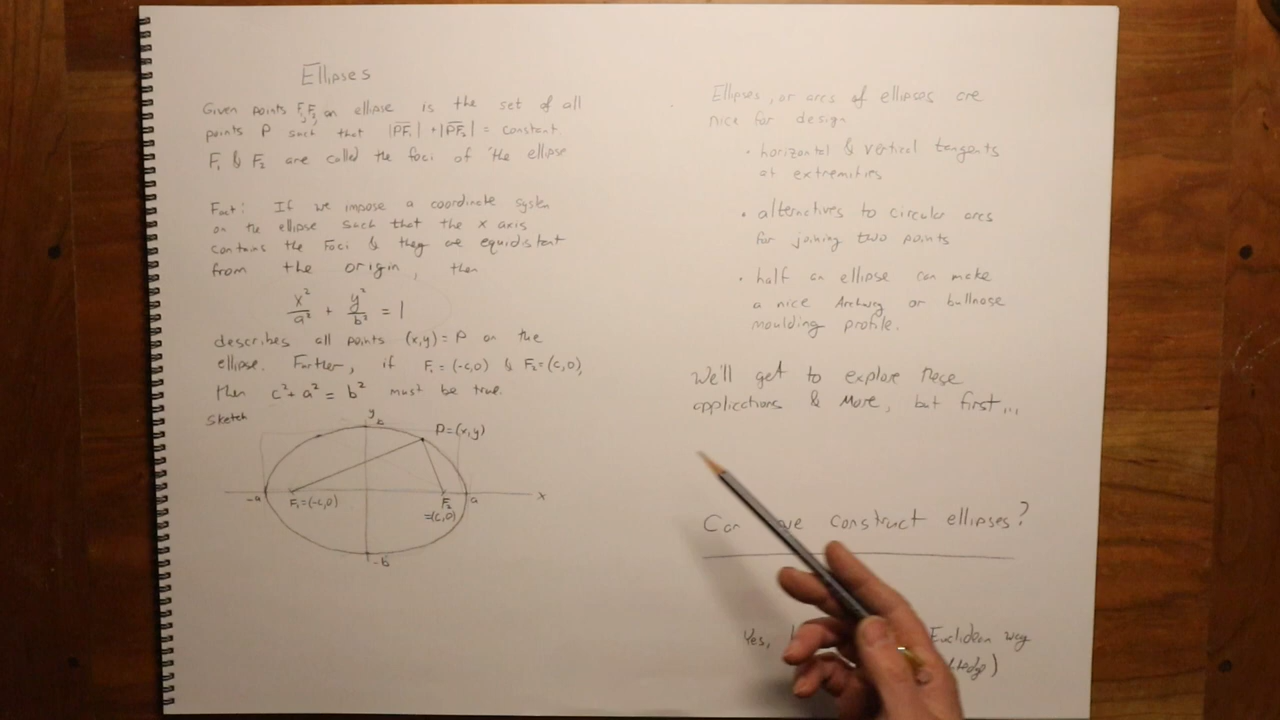 Ellipses
Given points F₁, F₂, an ellipse is the set of all
points P such that |PF₁| + |PF₂| = constant.
F₁ & F₂ are called the foci of the ellipse
Fact: If we impose a coordinate system
on the ellipse such that the x axis
contains the Foci & they are equidistant
from the origin, then
x²/a² + y²/b² = 1
describes all points (x,y) = P on the
ellipse. Further, if F₁ = (-c,0) & F₂ = (c,0),
then c² + a² = b² must be true.
Sketch
y
b
P = (x,y)
-a
F₁ = (-c,0)
F₂
= (c,0)
a
x
-b
Ellipses, or arcs of ellipses are
nice for design
• horizontal & vertical tangents
at extremities
• alternatives to circular arcs
for joining two points
• half an ellipse can make
a nice Archway or bullnose
moulding profile.
We'll get to explore these
applications & More, but first...
Can we construct ellipses?
Yes, Euclidean way